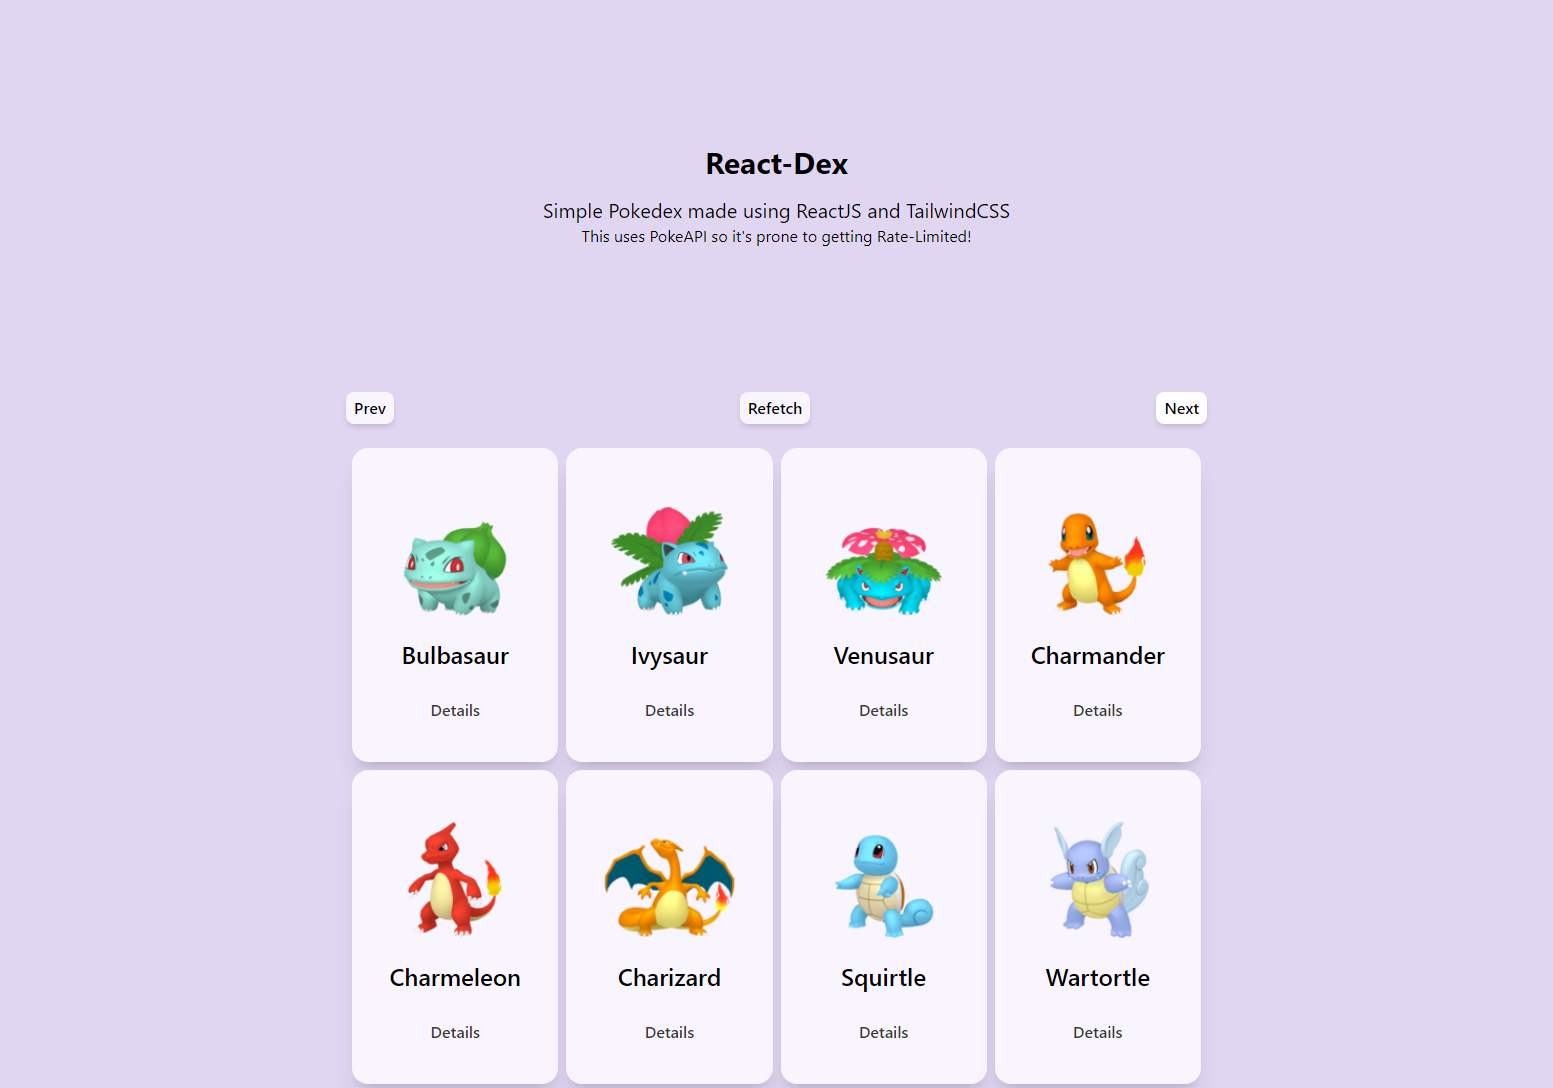 React-Dex
Simple Pokedex made using ReactJS and TailwindCSS
This uses PokeAPI so it's prone to getting Rate-Limited!
Prev Refetch Next
Bulbasaur Ivysaur Venusaur Charmander
Details Details Details Details
Charmeleon Charizard Squirtle Wartortle
Details Details Details Details